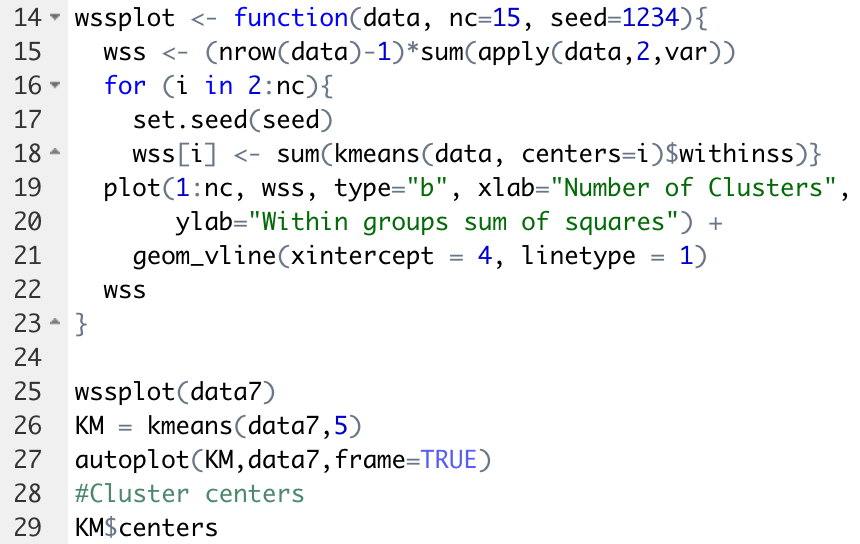 14 wssplot <- function(data, nc=15, seed=1234){
15   wss <- (nrow(data)-1)*sum(apply(data,2,var))
16   for (i in 2:nc){
17     set.seed(seed)
18     wss[i] <- sum(kmeans(data, centers=i)$withinss)}
19   plot(1:nc, wss, type="b", xlab="Number of Clusters",
20        ylab="Within groups sum of squares") +
21     geom_vline(xintercept = 4, linetype = 1)
22   wss
23 }
24
25 wssplot(data7)
26 KM = kmeans(data7,5)
27 autoplot(KM,data7,frame=TRUE)
28 #Cluster centers
29 KM$centers